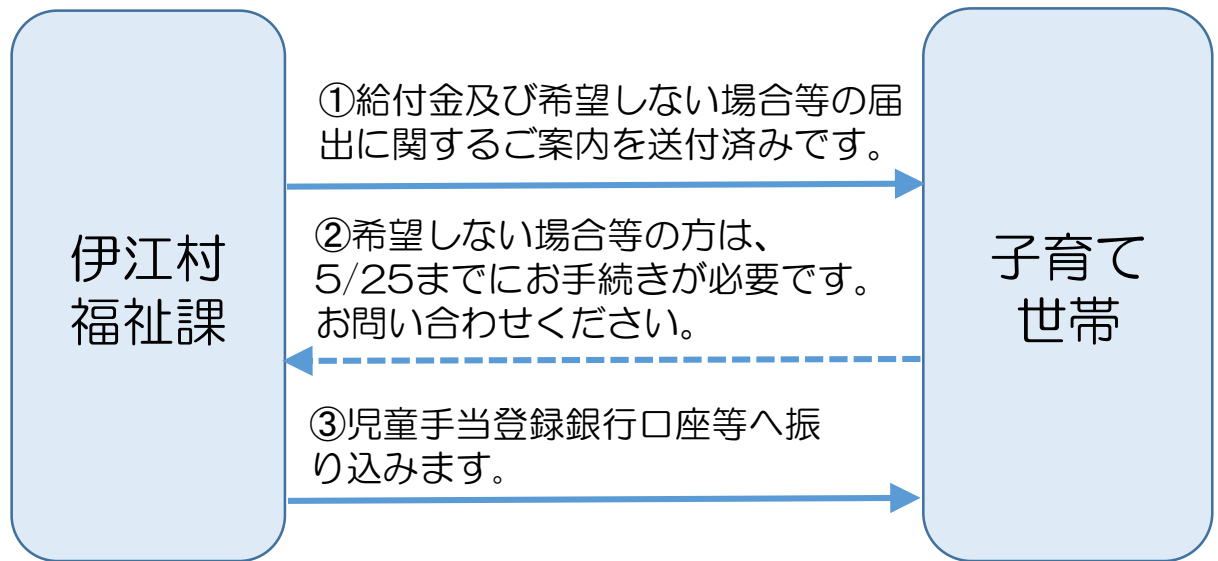 ①給付金及び希望しない場合等の届
出に関するご案内を送付済みです。
②希望しない場合等の方は、
5/25までにお手続きが必要です。
お問い合わせください。
③児童手当登録銀行口座等へ振
り込みます。
伊江村
福祉課
子育て
世帯